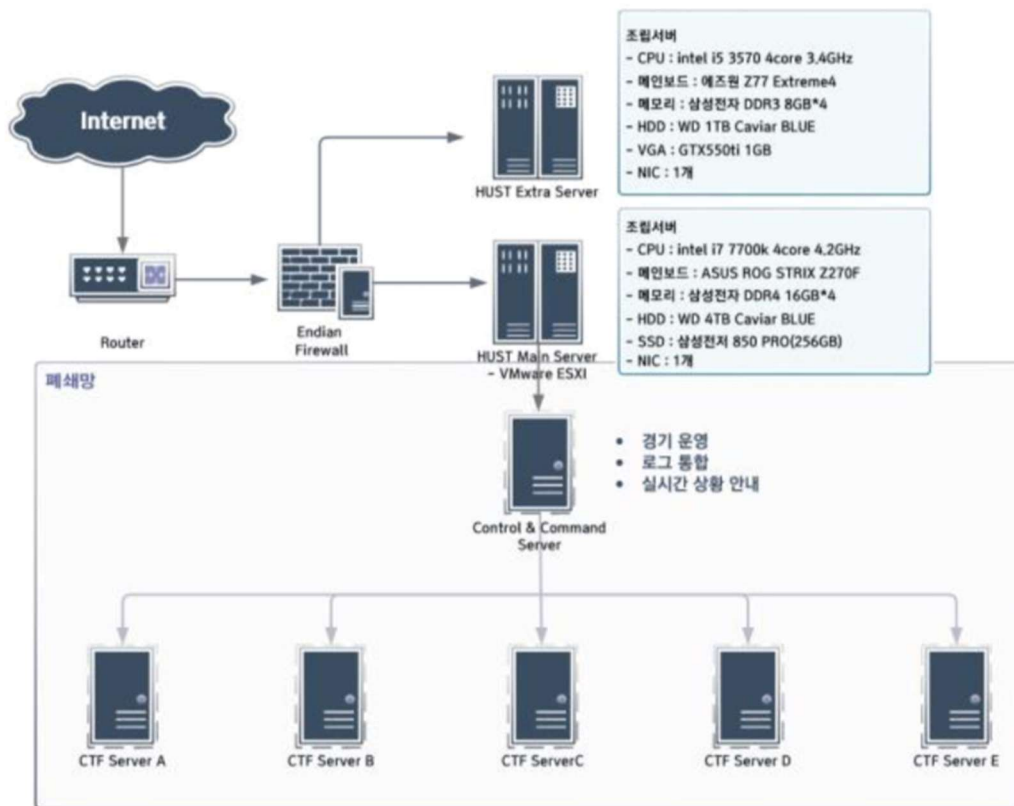 조립서버
- CPU : intel i5 3570 4core 3.4GHz
- 메인보드 : 에즈윈 Z77 Extreme4
- 메모리 : 삼성전자 DDR3 8GB*4
- HDD : WD 1TB Caviar BLUE
- VGA : GTX550ti 1GB
- NIC : 1개
Internet
HUST Extra Server
조립서버
- CPU : intel i7 7700k 4core 4.2GHz
- 메인보드 : ASUS ROG STRIX Z270F
- 메모리 : 삼성전자 DDR4 16GB*4
- HDD : WD 4TB Caviar BLUE
- SSD : 삼성전저 850 PRO(256GB)
- NIC : 1개
Router
Endian
Firewall
HUST Main Server
- VMware ESXI
폐쇄망
• 경기 운영
• 로그 통합
• 실시간 상황 안내
Control & Command
Server
CTF Server A
CTF Server B
CTF ServerC
CTF Server D
CTF Server E